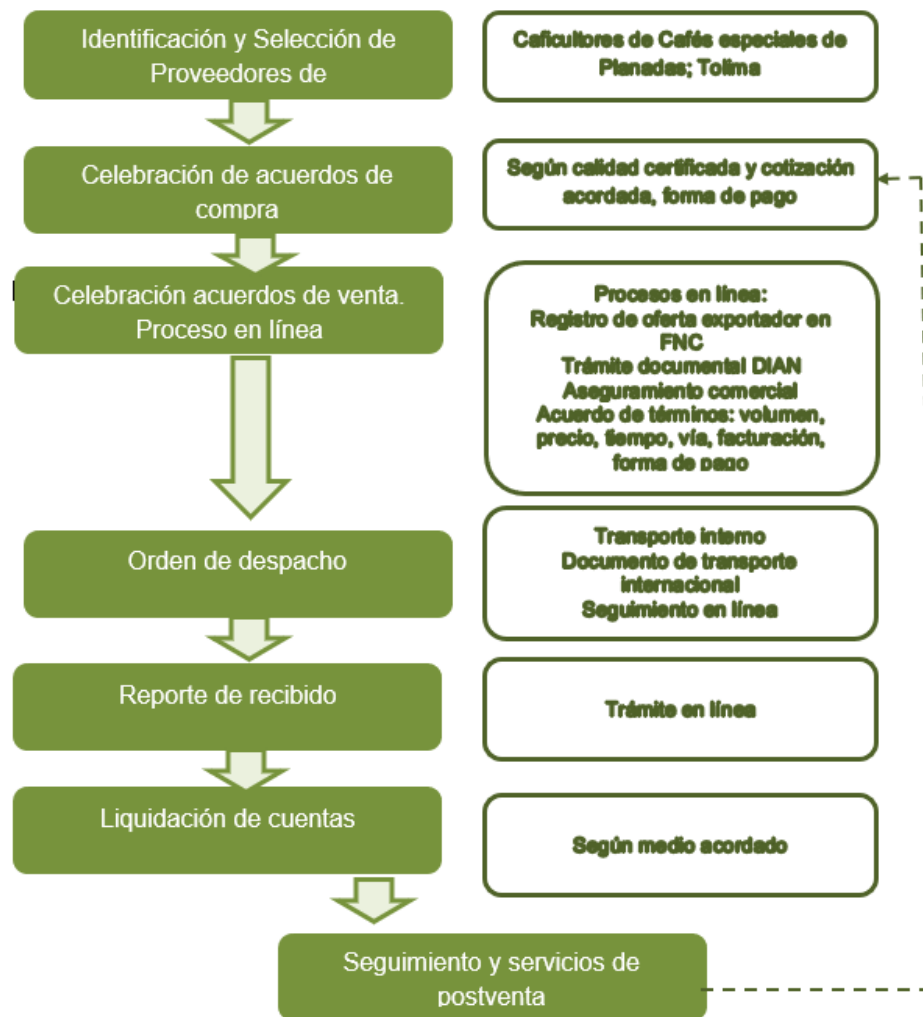 Identificación y Selección de
Proveedores de
Caficultores de Cafés especiales de
Planadas; Tolima
Celebración de acuerdos de
compra
Según calidad certificada y cotización
acordada, forma de pago
Celebración acuerdos de venta.
Proceso en línea
Procesos en línea:
Registro de oferta exportador en
FNC
Trámite documental DIAN
Aseguramiento comercial
Acuerdo de términos: volumen,
precio, tiempo, vía, facturación,
forma de pago
Orden de despacho
Transporte interno
Documento de transporte
internacional
Seguimiento en línea
Reporte de recibido
Trámite en línea
Liquidación de cuentas
Según medio acordado
Seguimiento y servicios de
postventa